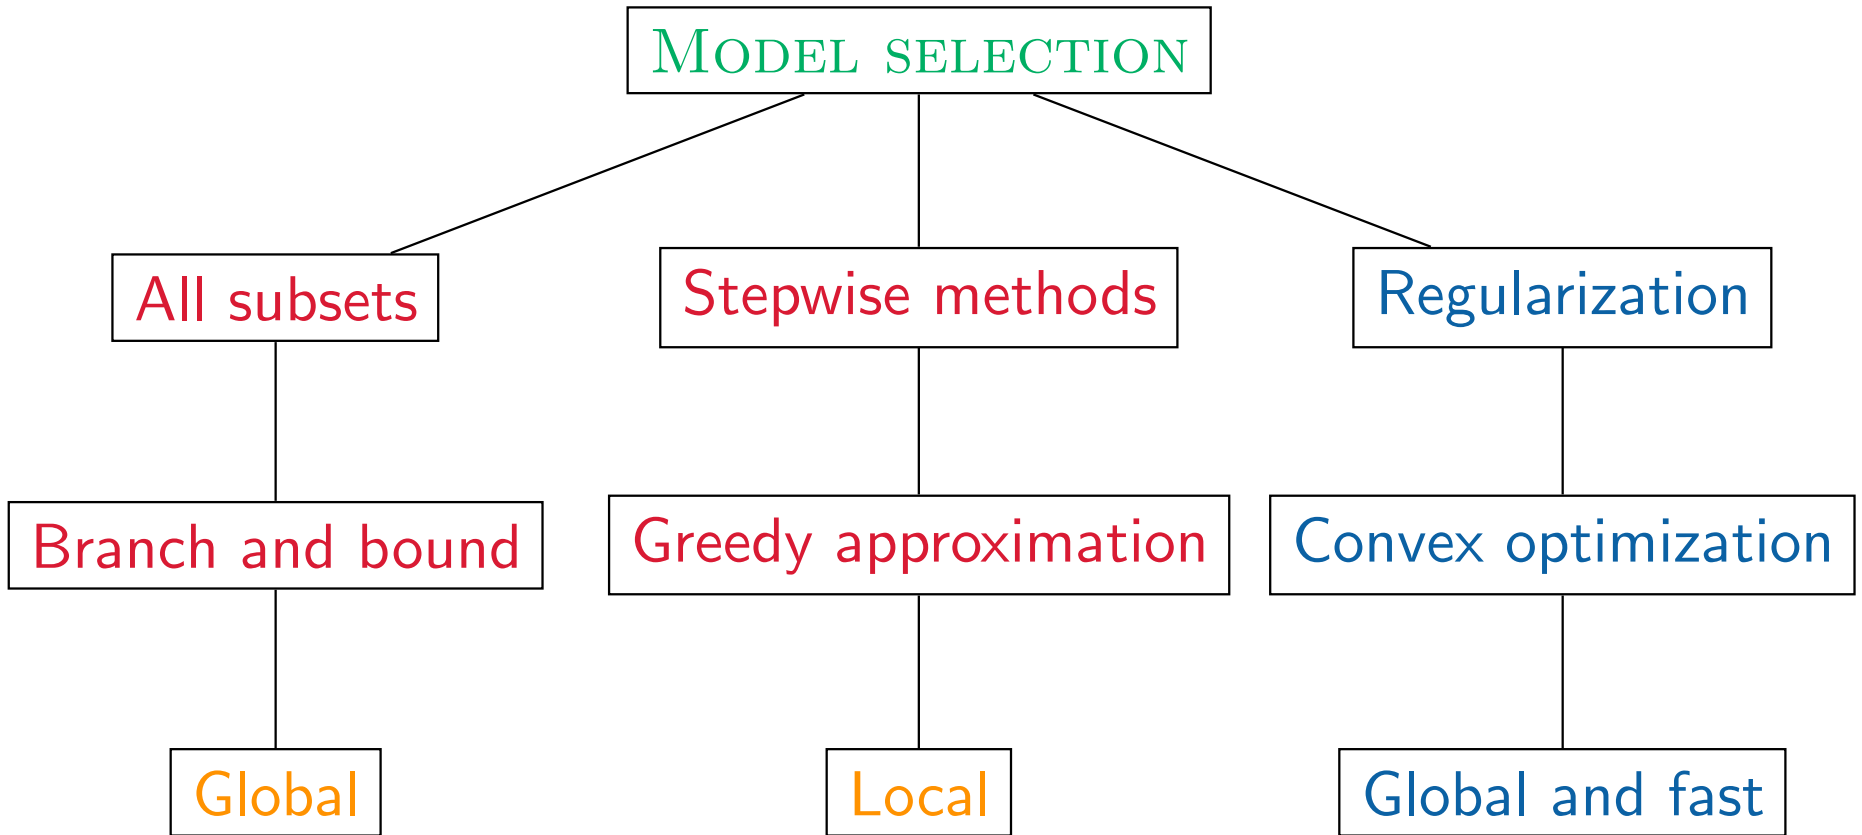 MODEL SELECTION
All subsets
Stepwise methods
Regularization
Branch and bound
Greedy approximation
Convex optimization
Global
Local
Global and fast